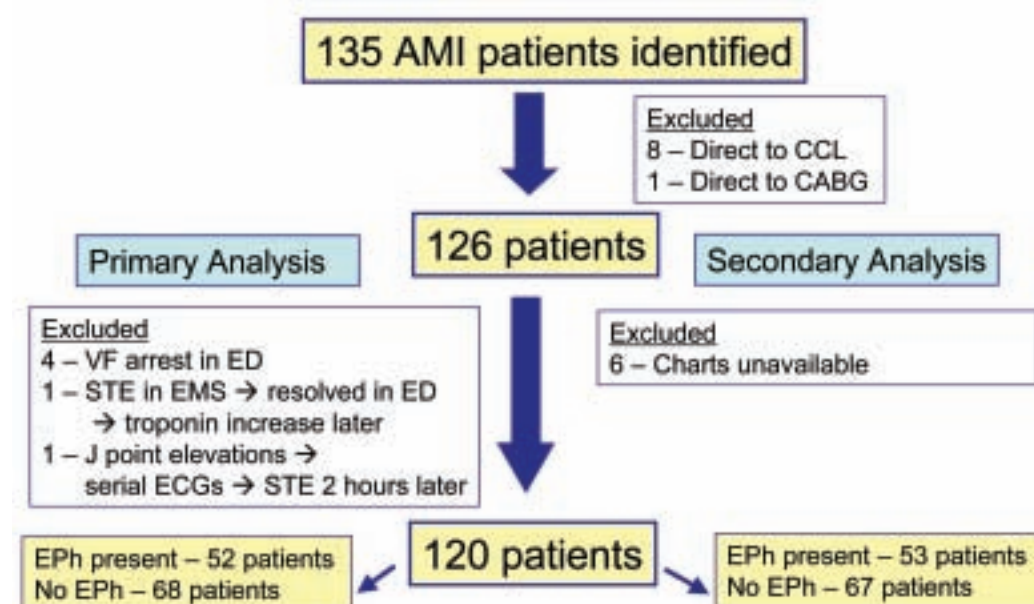 135 AMI patients identified
Excluded
8 – Direct to CCL
1 – Direct to CABG
126 patients
Primary Analysis
Secondary Analysis
Excluded
4 – VF arrest in ED
1 – STE in EMS → resolved in ED
→ troponin increase later
1 – J point elevations →
serial ECGs → STE 2 hours later
Excluded
6 – Charts unavailable
120 patients
EPh present – 52 patients
No EPh – 68 patients
EPh present – 53 patients
No EPh – 67 patients